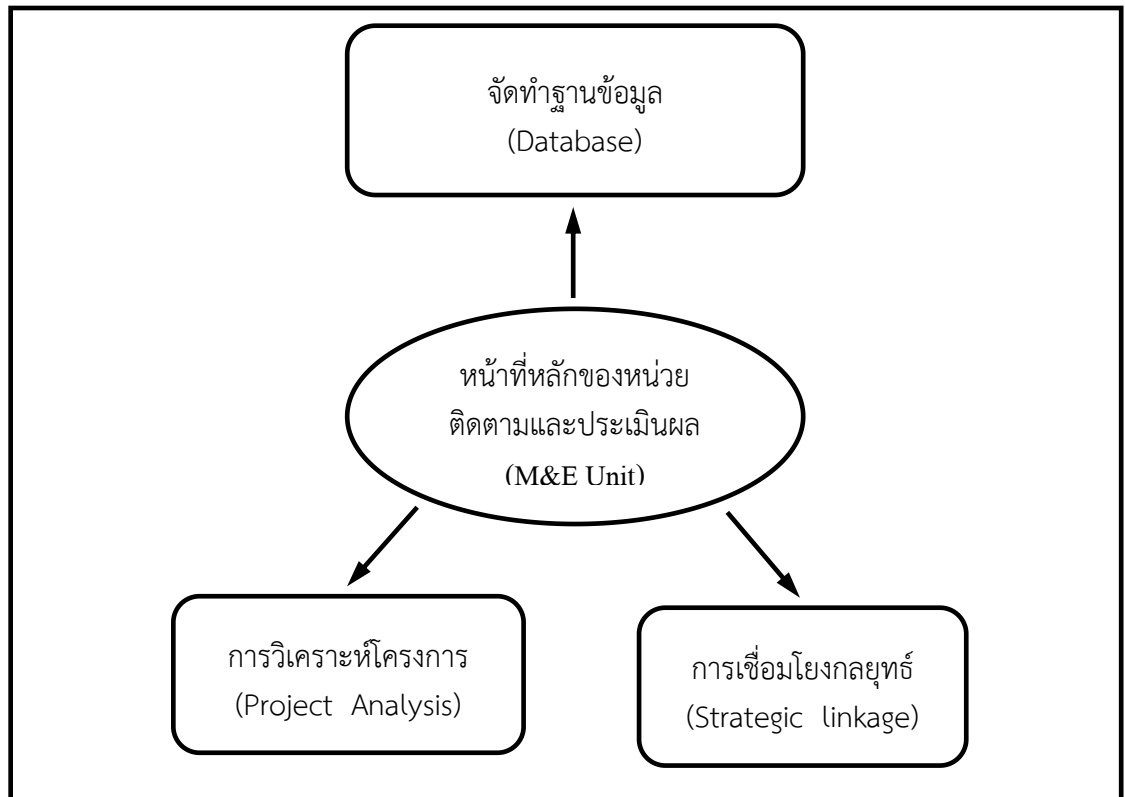 จัดทำฐานข้อมูล
(Database)
หน้าที่หลักของหน่วย
ติดตามและประเมินผล
(M&E Unit)
การวิเคราะห์โครงการ
(Project Analysis)
การเชื่อมโยงกลยุทธ์
(Strategic linkage)